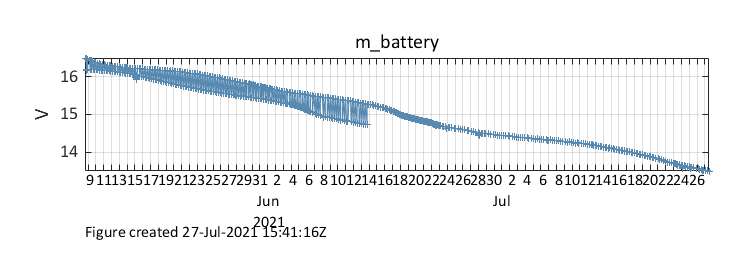 m_battery
16
15
14
V
9 11 13 15 17 19 21 23 25 27 29 31 2 4 6 8 10 12 14 16 18 20 22 24 26 28 30 2 4 6 8 10 12 14 16 18 20 22 24 26
Jun Jul
2021
Figure created 27-Jul-2021 15:41:16Z